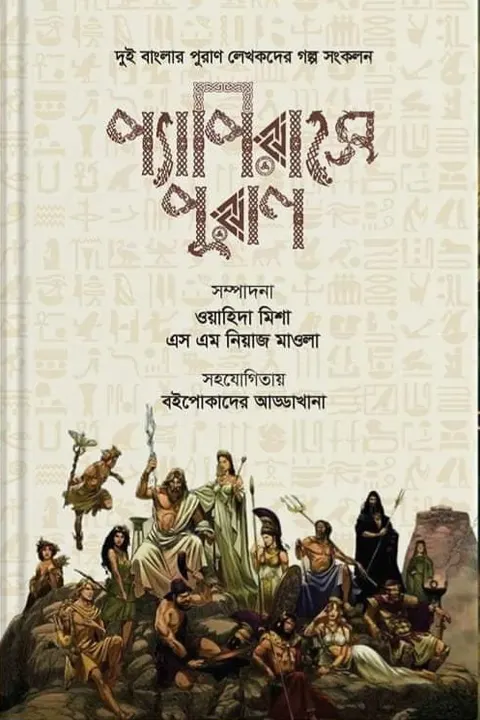 দুই বাংলার পুরাণ লেখকদের গল্প সংকলন
প্যাপিরাসে
পুরাণ
সম্পাদনা
ওয়াহিদা মিশা
এস এম নিয়াজ মাওলা
সহযোগিতায়
বইপোকাদের আড্ডাখানা